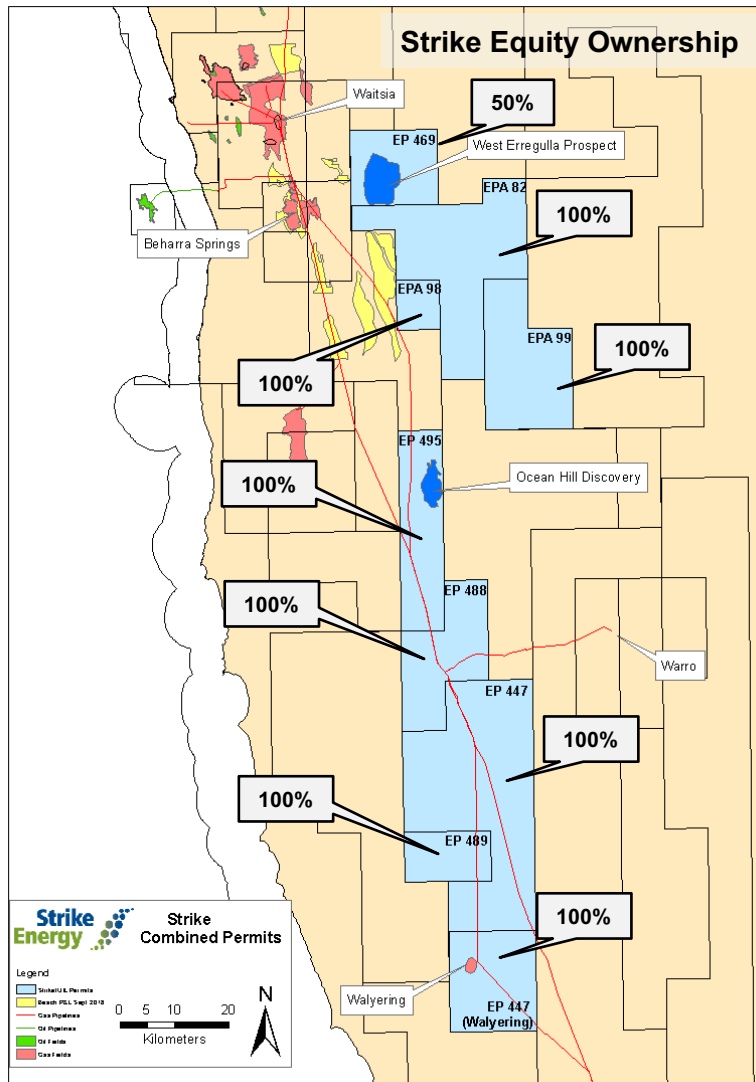 Strike Equity Ownership
50%
Waitsia
EP 469
West Erregulla Prospect
EPA 82
100%
Beharra Springs
EPA 98
EPA 99
100%
100%
EP 495
Ocean Hill Discovery
100%
EP 488
100%
Warro
EP 447
100%
100%
EP 489
100%
Strike
Energy
Strike
Combined Permits
Legend
Permits
Beach
Gas Pipelines
Oil Pipelines
Oil Fields
Gas Fields
0 5 10 20
Kilometers
N
Walyering
EP 447
(Walyering)